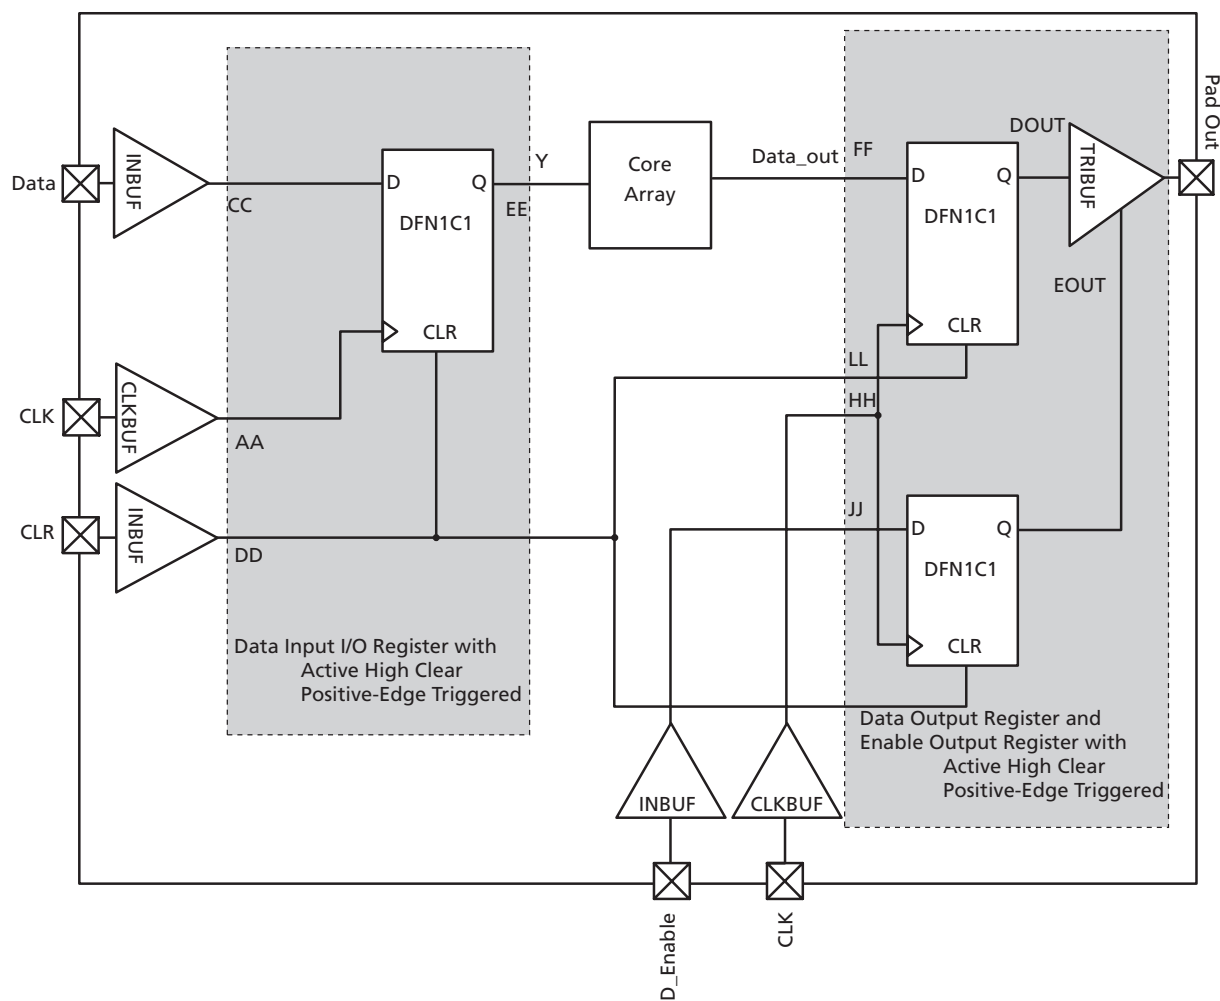 Data
INBUF
CC
D
Q
DFN1C1
CLR
Y
EE
Core
Array
Data_out
FF
D
Q
DFN1C1
CLR
DOUT
TRIBUF
Pad Out
EOUT
CLK
CLKBUF
AA
LL
HH
CLR
INBUF
DD
JJ
D
Q
DFN1C1
CLR
Data Input I/O Register with
Active High Clear
Positive-Edge Triggered
Data Output Register and
Enable Output Register with
Active High Clear
Positive-Edge Triggered
INBUF
CLKBUF
D_Enable
CLK